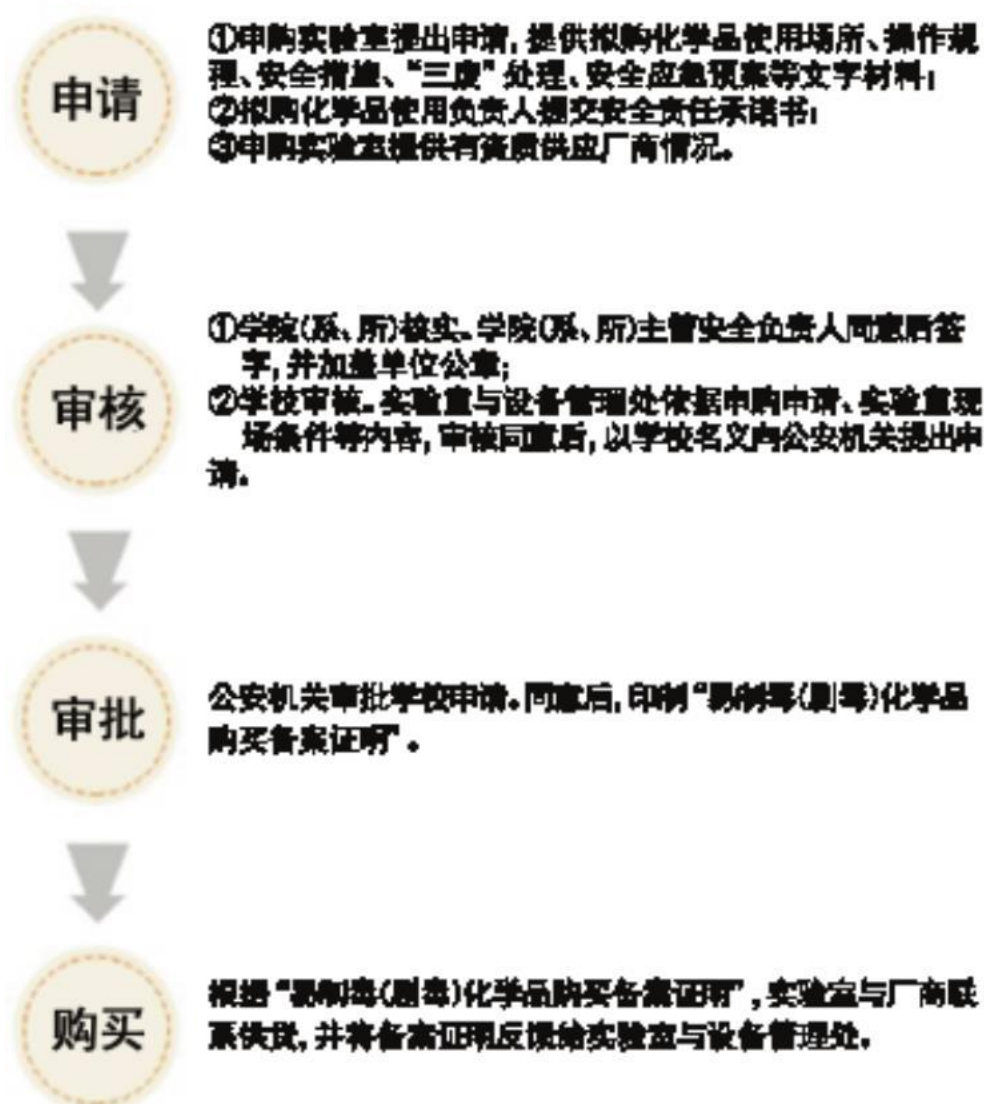 申请
①申购实验室提出申请,提供拟购化学品使用场所、操作规
程、安全措施、“三废”处理、安全应急预案等文字材料;
②拟购化学品使用负责人提交安全责任承诺书;
③申购实验室提供有资质供应厂商情况。
审核
①学院(系、所)核实。学院(系、所)主管安全负责人同意后签
字,并加盖单位公章;
②学校审核。实验室与设备管理处依据申购申请、实验室现
场条件等内容,审核同意后,以学校名义向公安机关提出申
请。
审批
公安机关审批学校申请。同意后,印制“易制毒(剧毒)化学品
购买备案证明”。
购买
根据“易制毒(剧毒)化学品购买备案证明”,实验室与厂商联
系供货,并将备案证明反馈给实验室与设备管理处。